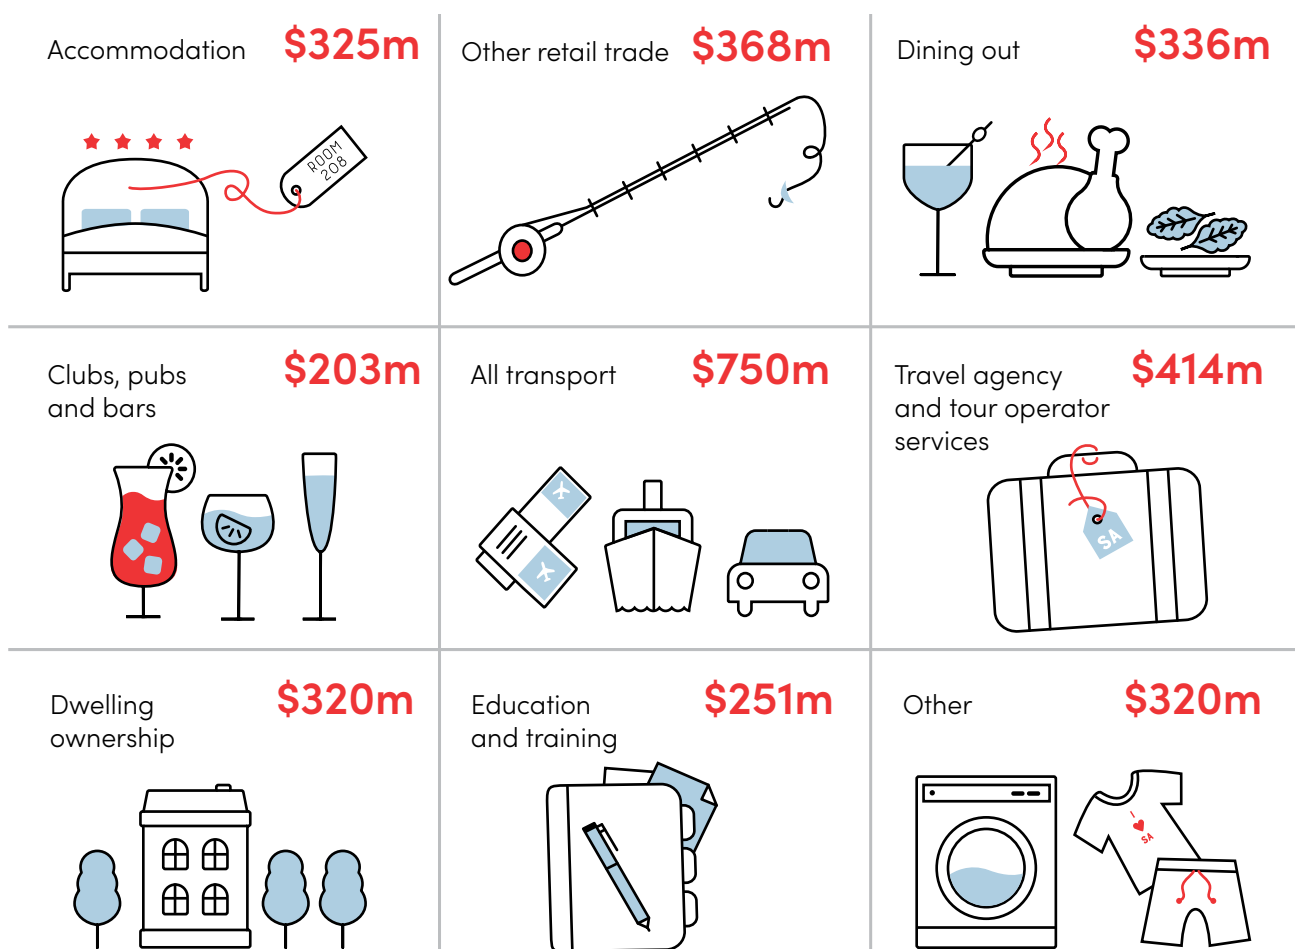 Accommodation $325m
Other retail trade $368m
Dining out $336m
ROOM
208
Clubs, pubs $203m
and bars
All transport $750m
Travel agency $414m
and tour operator
services
SA
Dwelling $320m
ownership
Education $251m
and training
Other $320m
I
SA